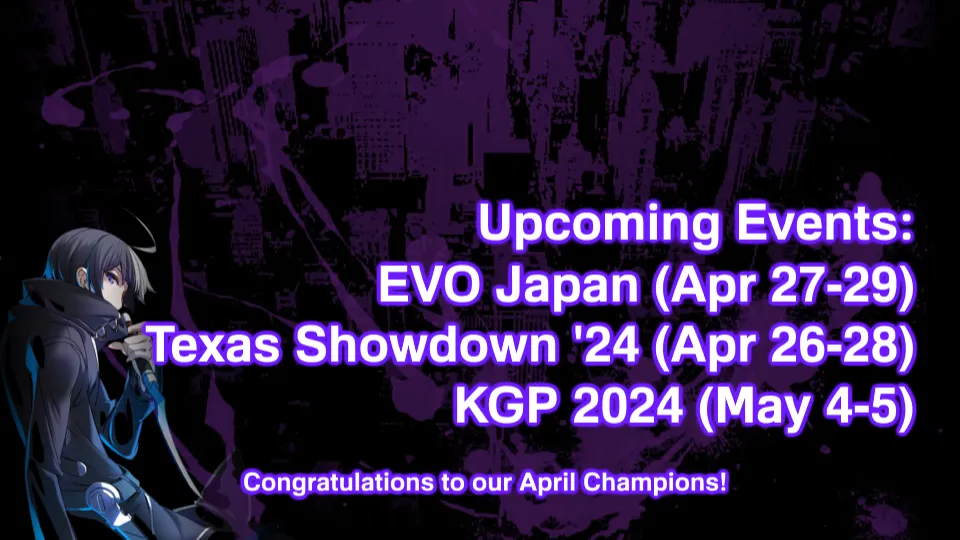 Upcoming Events:
EVO Japan (Apr 27-29)
Texas Showdown '24 (Apr 26-28)
KGP 2024 (May 4-5)
Congratulations to our April Champions!